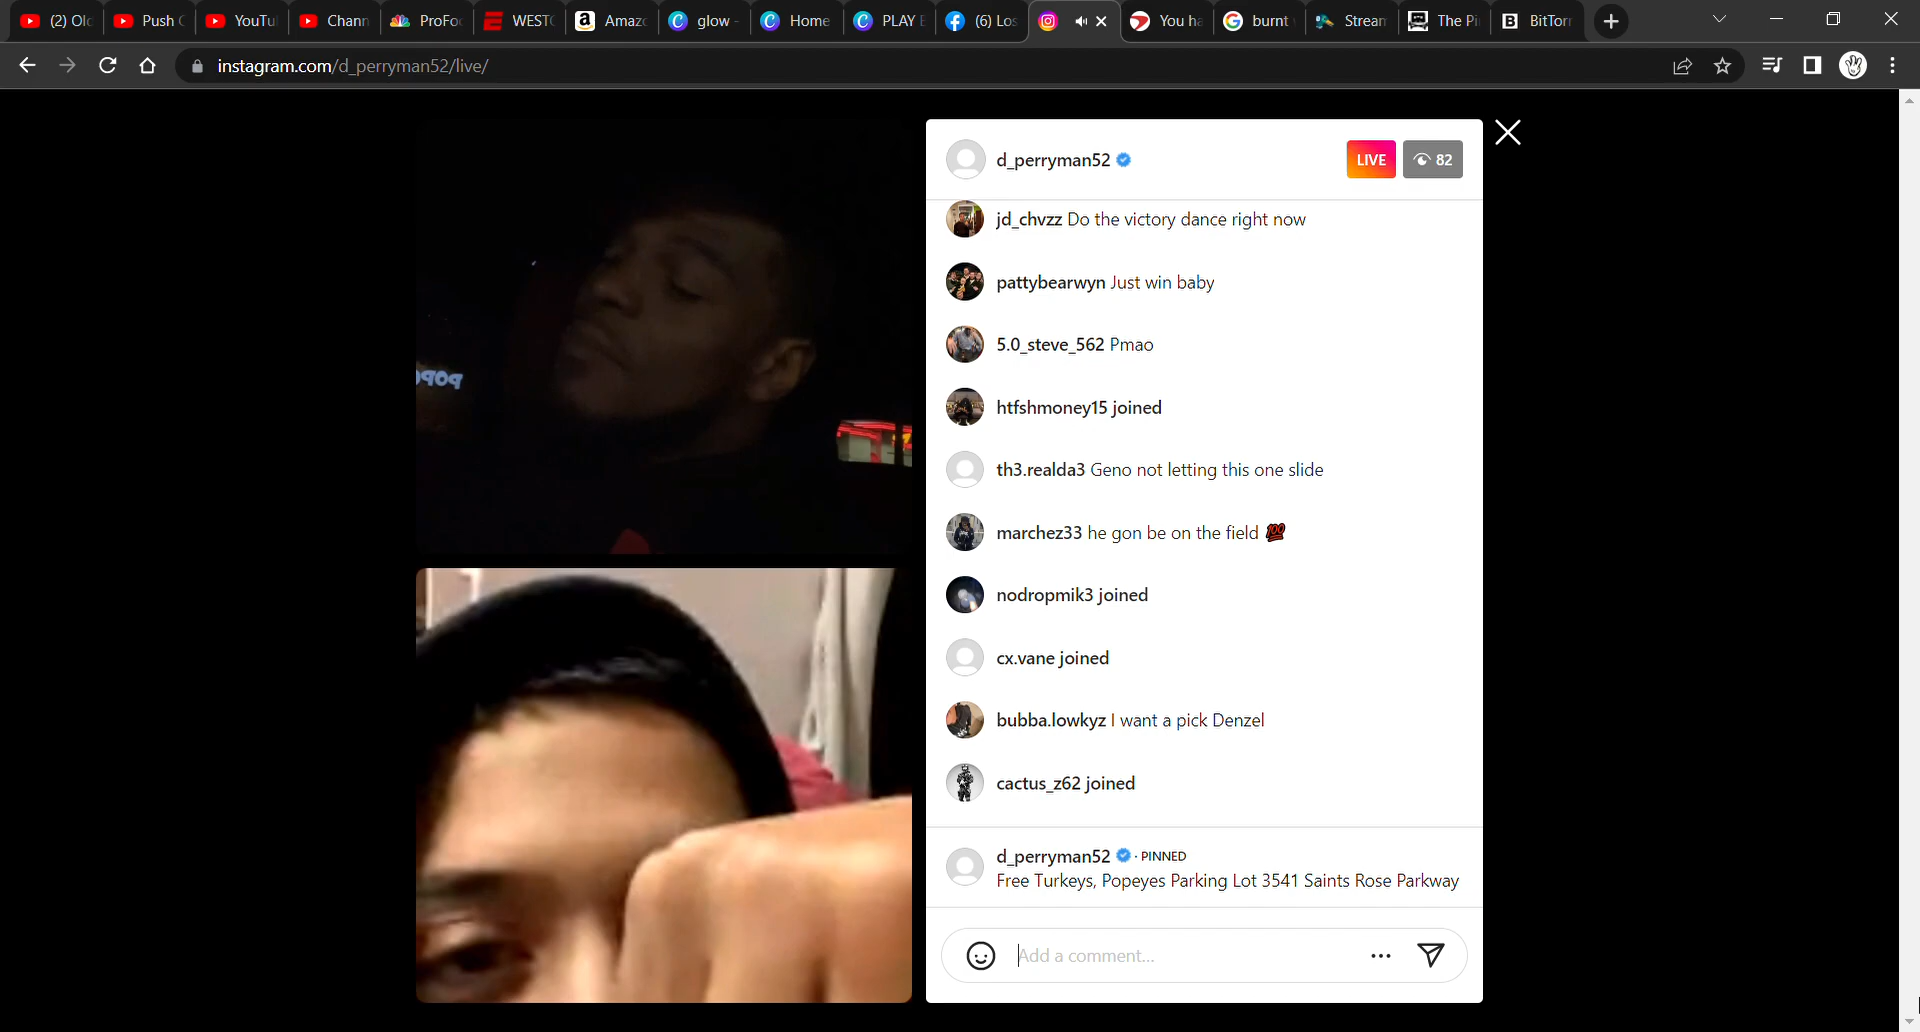 (2) Ol
Push
YouTu
Chann
ProFo
WEST
Amaz
glow -
Home
PLAY
(6) Los
You ha
burnt
Stream
The Pi
BitTorr
instagram.com/d_perryman52/live/
d_perryman52
LIVE
82
jd_chvzz Do the victory dance right now
pattybearwyn Just win baby
5.0_steve_562 Pmao
htfshmoney15 joined
th3.realda3 Geno not letting this one slide
marchez33 he gon be on the field 💯
nodropmik3 joined
cx.vane joined
bubba.lowkyz I want a pick Denzel
cactus_z62 joined
d_perryman52 · PINNED
Free Turkeys, Popeyes Parking Lot 3541 Saints Rose Parkway
Add a comment...